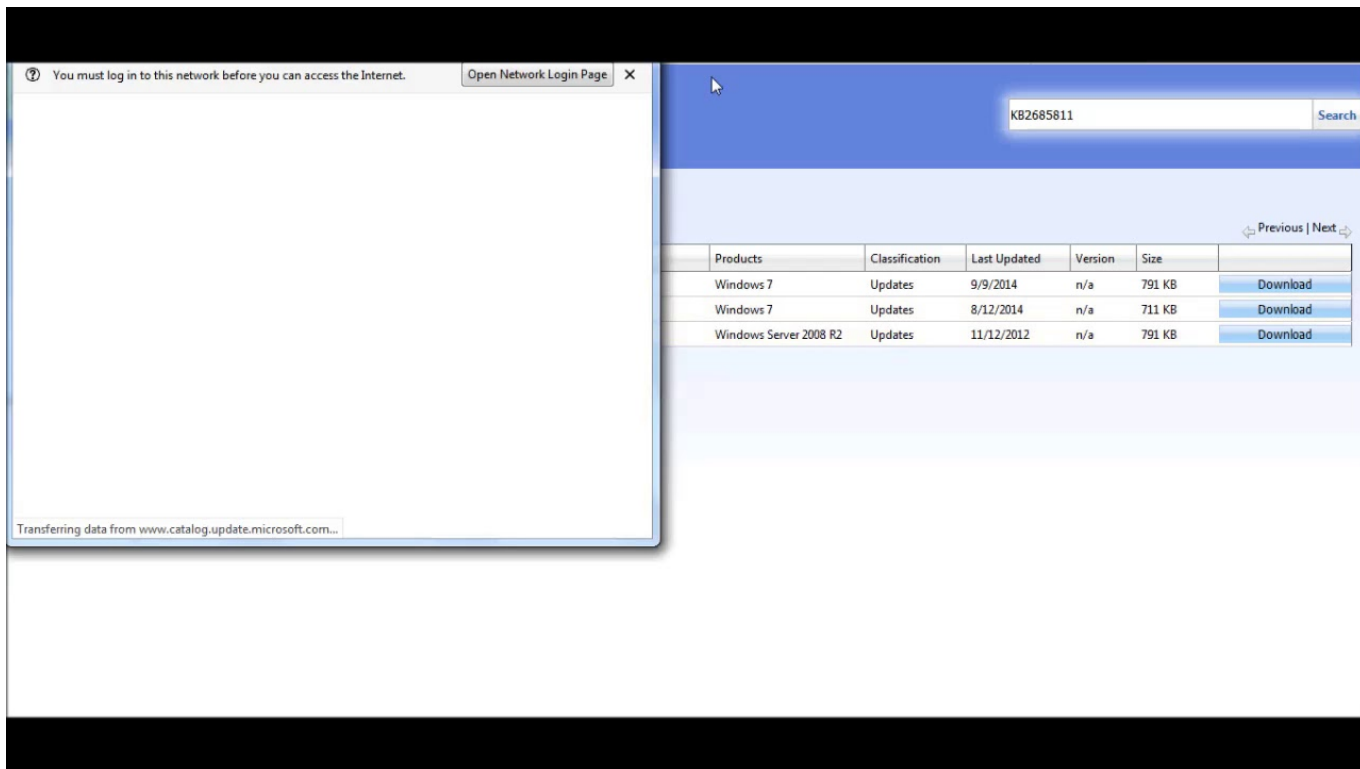 You must log in to this network before you can access the Internet. Open Network Login Page
KB2685811 Search
Previous | Next
Products Classification Last Updated Version Size
Windows 7 Updates 9/9/2014 n/a 791 KB Download
Windows 7 Updates 8/12/2014 n/a 711 KB Download
Windows Server 2008 R2 Updates 11/12/2012 n/a 791 KB Download
Transferring data from www.catalog.update.microsoft.com...